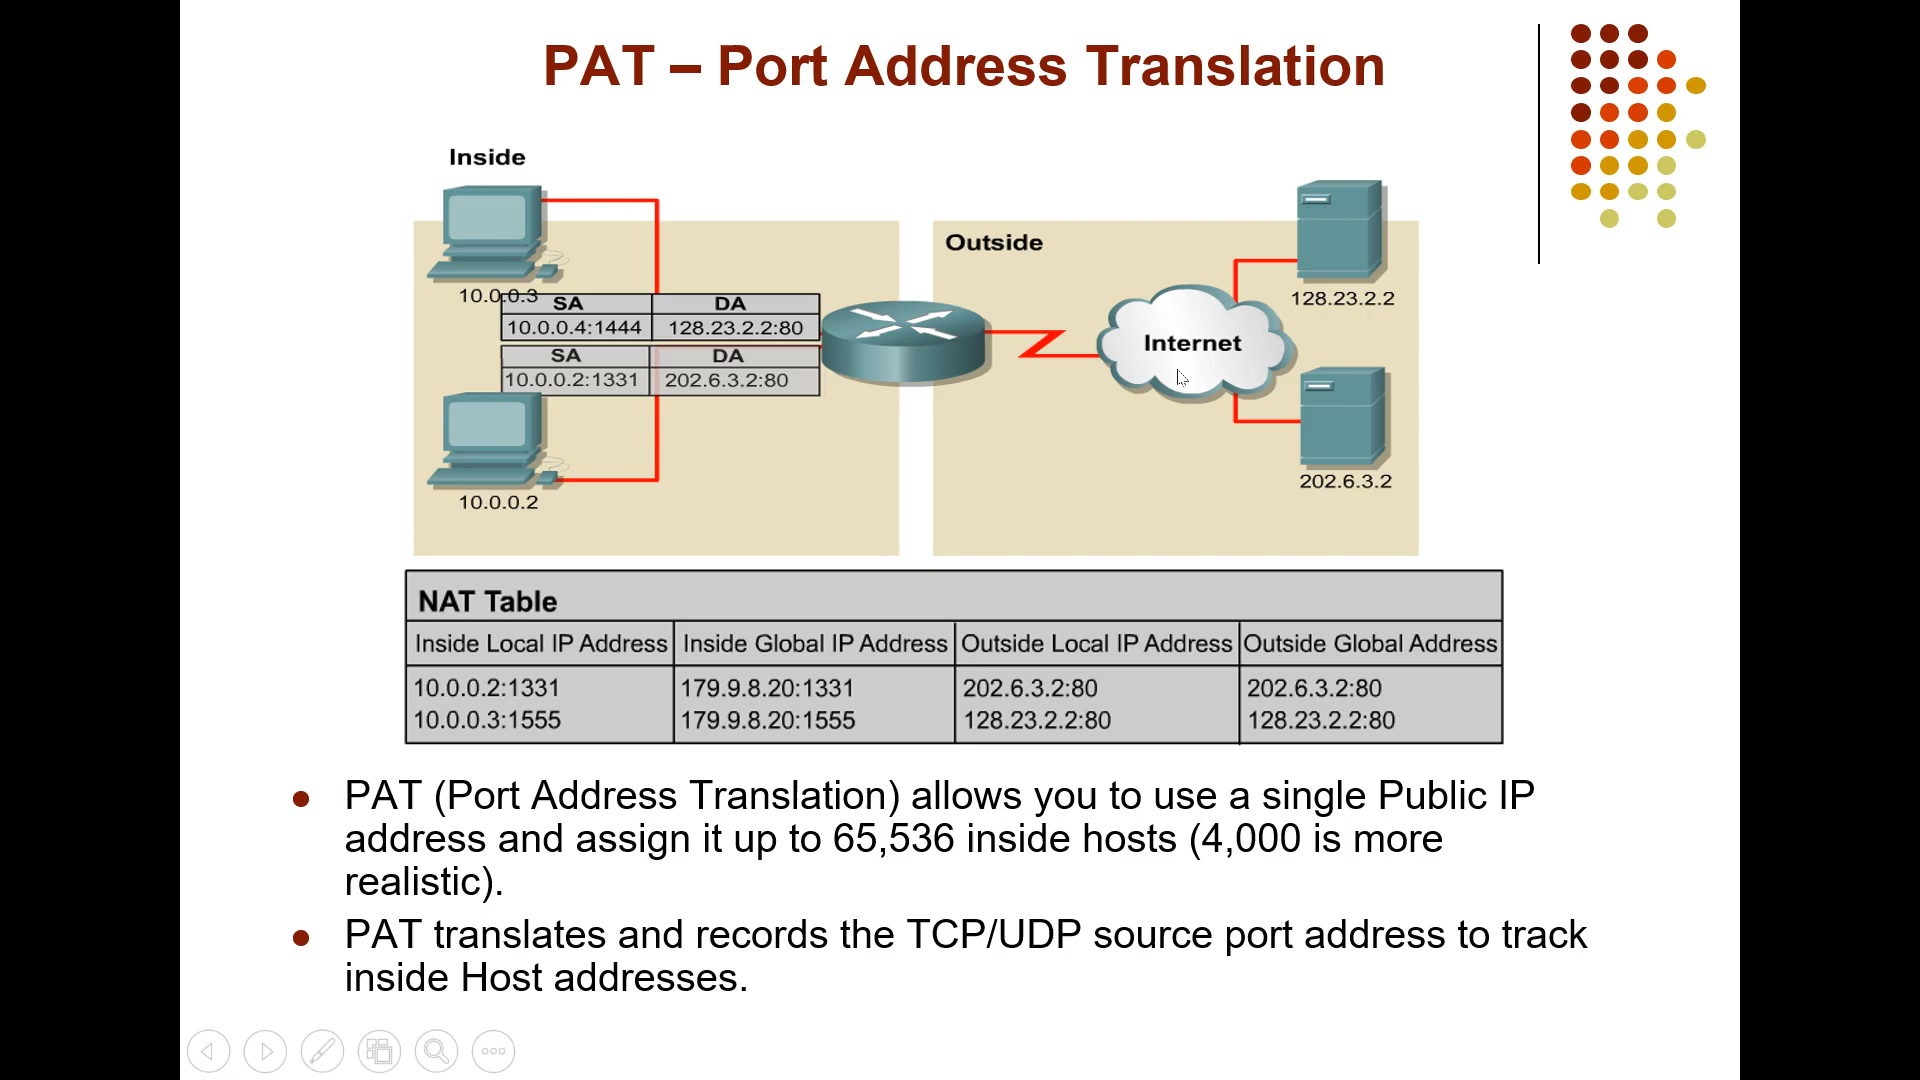 PAT – Port Address Translation
Inside
Outside
10.0.0.3
SA DA
10.0.0.4:1444 128.23.2.2:80
SA DA
10.0.0.2:1331 202.6.3.2:80
10.0.0.2
Internet
128.23.2.2
202.6.3.2
NAT Table
Inside Local IP Address Inside Global IP Address Outside Local IP Address Outside Global Address
10.0.0.2:1331 179.9.8.20:1331 202.6.3.2:80 202.6.3.2:80
10.0.0.3:1555 179.9.8.20:1555 128.23.2.2:80 128.23.2.2:80
PAT (Port Address Translation) allows you to use a single Public IP
address and assign it up to 65,536 inside hosts (4,000 is more
realistic).
PAT translates and records the TCP/UDP source port address to track
inside Host addresses.